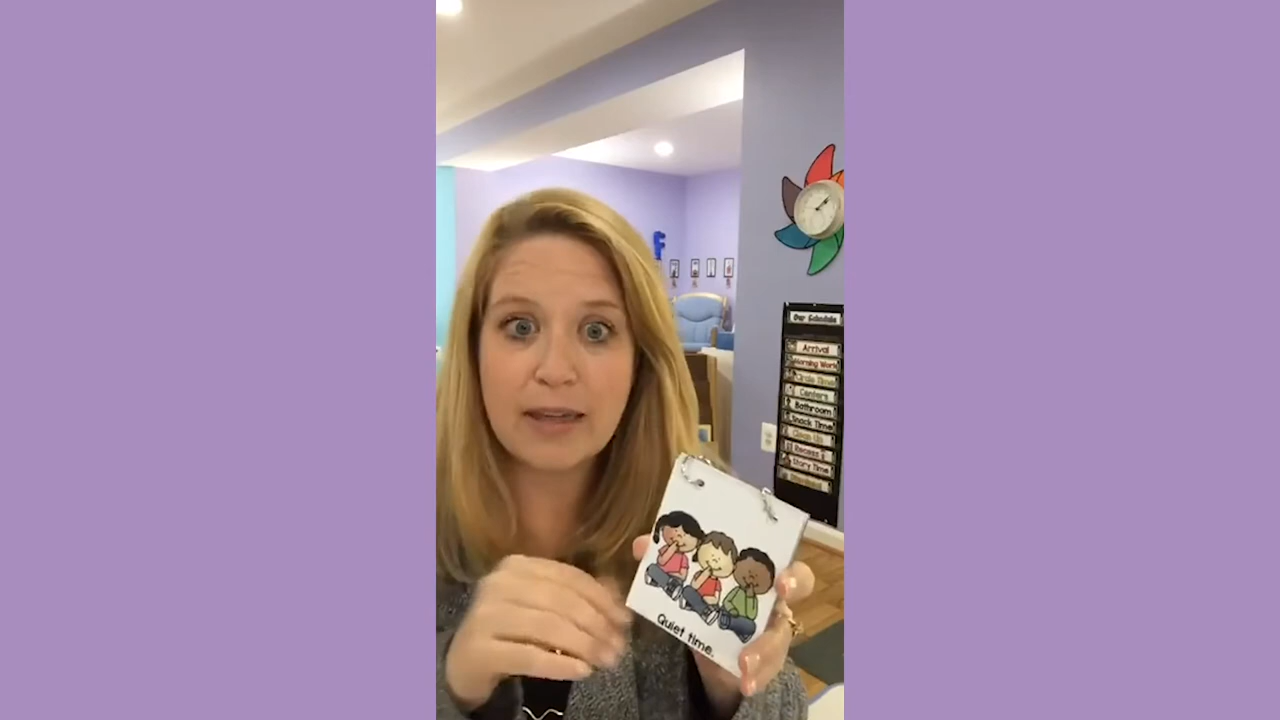 F
Our Schedule
Arrival
Morning Work
Circle Time
Centers
Bathroom
Snack Time
Clean Up
Recess
Story Time
Quiet time.